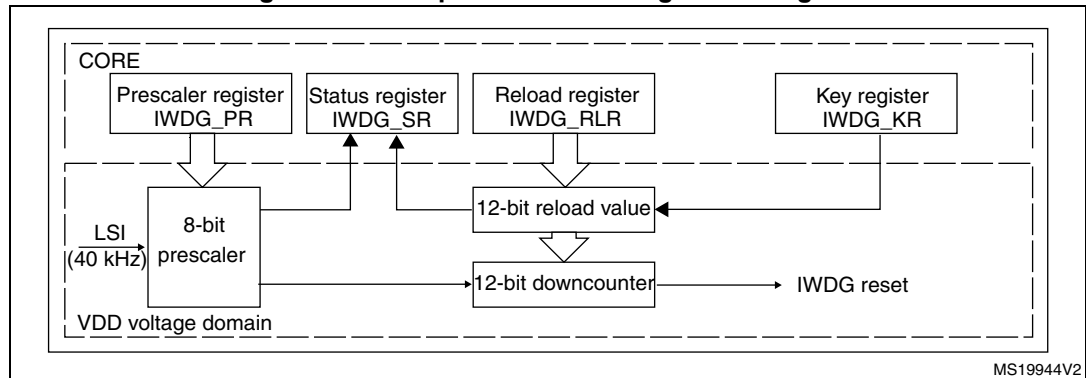 CORE
Prescaler register
IWDG_PR
Status register
IWDG_SR
Reload register
IWDG_RLR
Key register
IWDG_KR
LSI
(40 kHz)
8-bit
prescaler
12-bit reload value
12-bit downcounter
IWDG reset
VDD voltage domain
MS19944V2